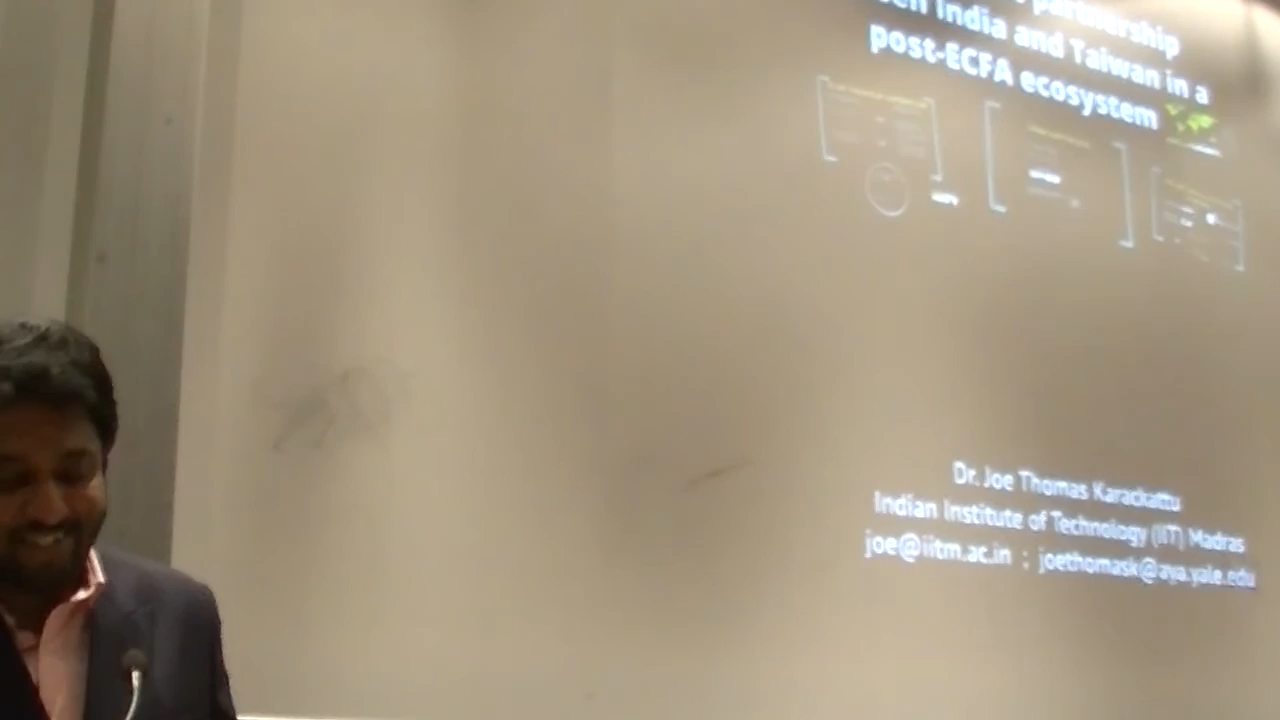 partnership
een India and Taiwan in a
post-ECFA ecosystem
Dr. Joe Thomas Karackattu
Indian Institute of Technology (IIT) Madras
joe@iitm.ac.in ; joethomask@aya.yale.edu